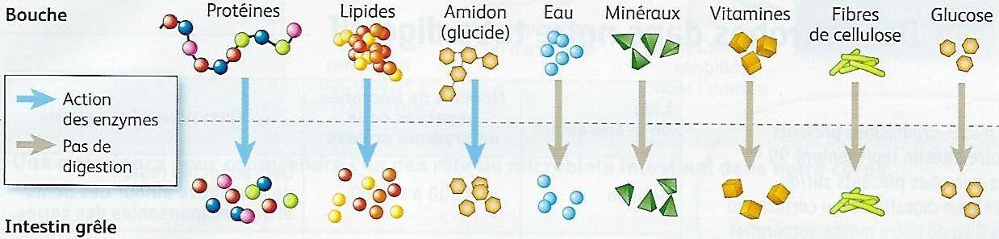 Bouche
Protéines
Lipides
Amidon
(glucide)
Eau
Minéraux
Vitamines
Fibres
de cellulose
Glucose
Action
des enzymes
Pas de
digestion
Intestin grêle